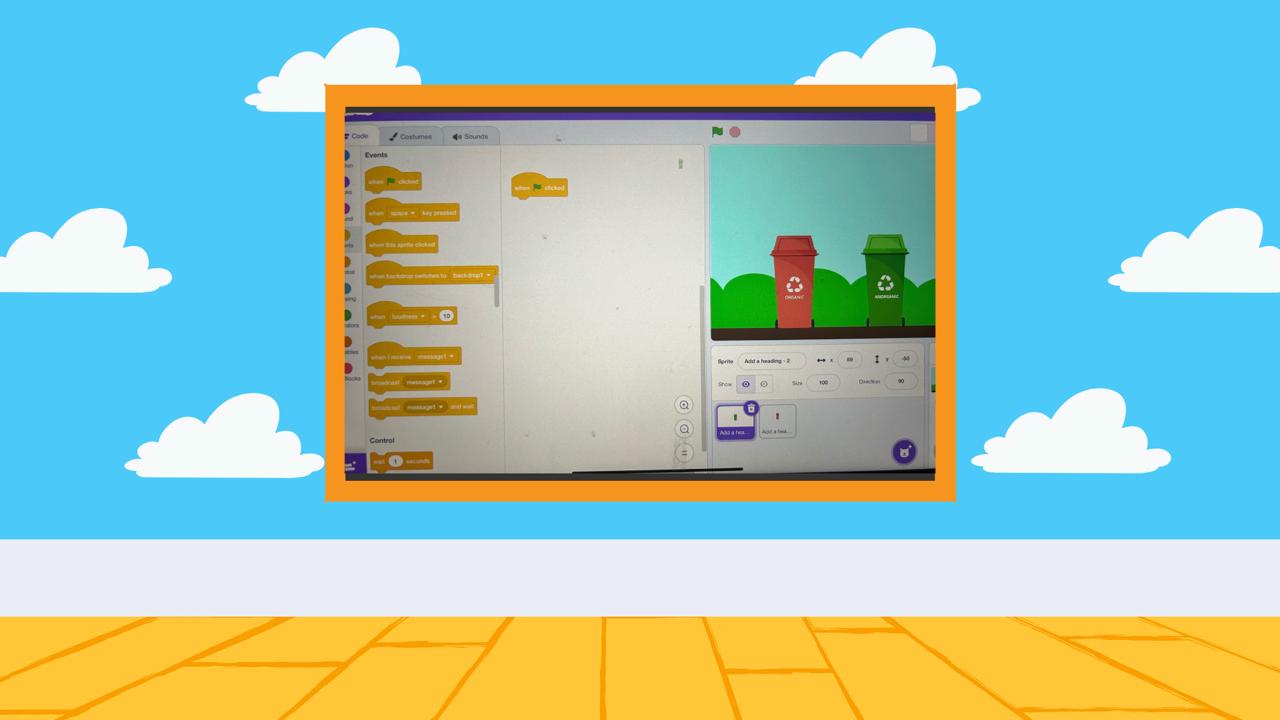 Code
Costumes
Sounds
Events
when clicked
when space key pressed
when this sprite clicked
when backdrop switches to backdrop1
when loudness > 10
when I receive message1
broadcast message1
broadcast message1 and wait
Control
wait 1 seconds
when clicked
ORGANIC
ANORGANIC
Sprite Add a heading - 2 x 89 y -50
Show Size 100 Direction 90
Add a hea...
Add a hea...